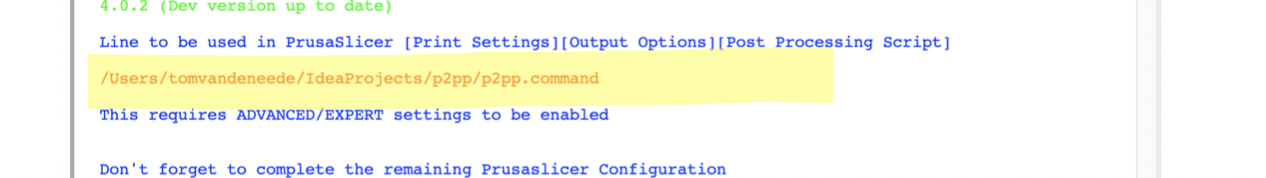 4.0.2 (Dev version up to date)
Line to be used in PrusaSlicer [Print Settings][Output Options][Post Processing Script]
/Users/tomvandeneede/IdeaProjects/p2pp/p2pp.command
This requires ADVANCED/EXPERT settings to be enabled
Don't forget to complete the remaining Prusaslicer Configuration